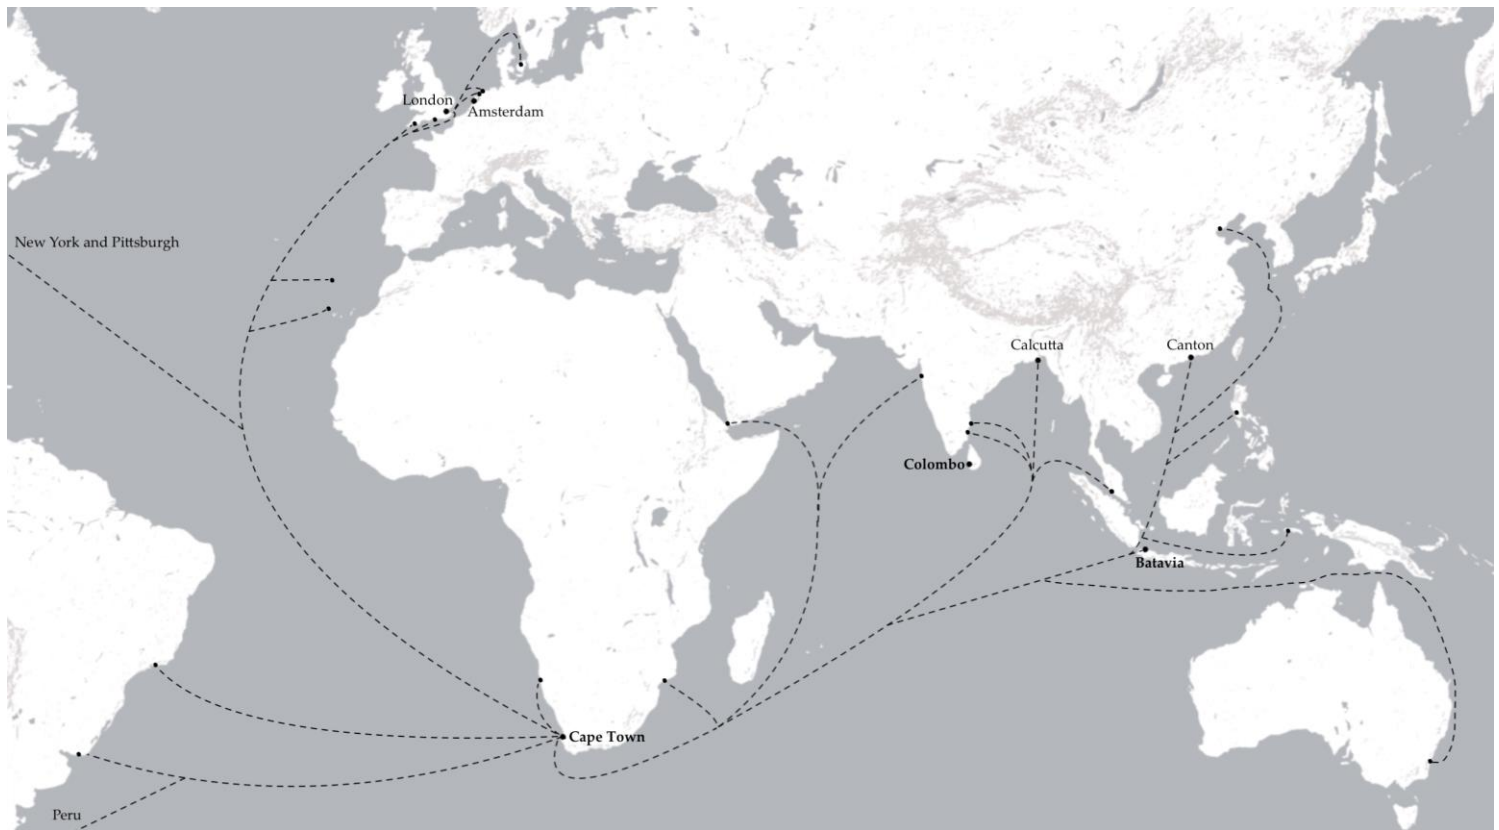 London
Amsterdam
New York and Pittsburgh
Calcutta
Canton
Colombo
Batavia
Cape Town
Peru